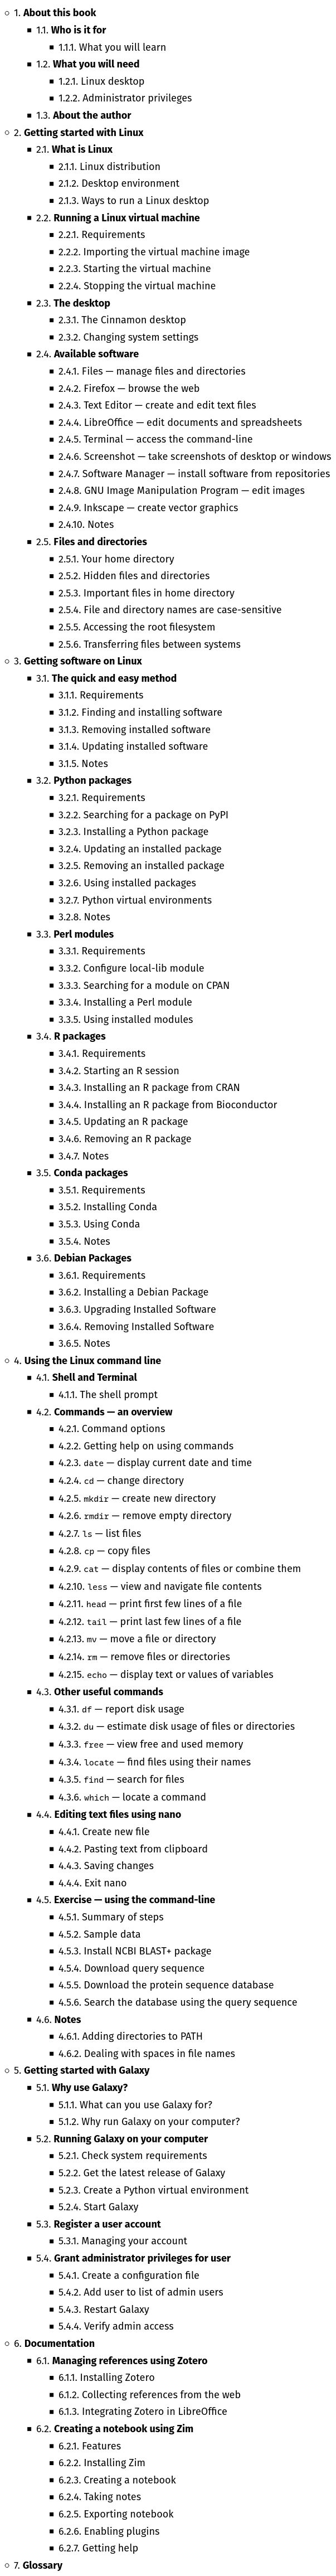 1. About this book
1.1. Who is it for
1.1.1. What you will learn
1.2. What you will need
1.2.1. Linux desktop
1.2.2. Administrator privileges
1.3. About the author
2. Getting started with Linux
2.1. What is Linux
2.1.1. Linux distribution
2.1.2. Desktop environment
2.1.3. Ways to run a Linux desktop
2.2. Running a Linux virtual machine
2.2.1. Requirements
2.2.2. Importing the virtual machine image
2.2.3. Starting the virtual machine
2.2.4. Stopping the virtual machine
2.3. The desktop
2.3.1. The Cinnamon desktop
2.3.2. Changing system settings
2.4. Available software
2.4.1. Files — manage files and directories
2.4.2. Firefox — browse the web
2.4.3. Text Editor — create and edit text files
2.4.4. LibreOffice — edit documents and spreadsheets
2.4.5. Terminal — access the command-line
2.4.6. Screenshot — take screenshots of desktop or windows
2.4.7. Software Manager — install software from repositories
2.4.8. GNU Image Manipulation Program — edit images
2.4.9. Inkscape — create vector graphics
2.4.10. Notes
2.5. Files and directories
2.5.1. Your home directory
2.5.2. Hidden files and directories
2.5.3. Important files in home directory
2.5.4. File and directory names are case-sensitive
2.5.5. Accessing the root filesystem
2.5.6. Transferring files between systems
3. Getting software on Linux
3.1. The quick and easy method
3.1.1. Requirements
3.1.2. Finding and installing software
3.1.3. Removing installed software
3.1.4. Updating installed software
3.1.5. Notes
3.2. Python packages
3.2.1. Requirements
3.2.2. Searching for a package on PyPI
3.2.3. Installing a Python package
3.2.4. Updating an installed package
3.2.5. Removing an installed package
3.2.6. Using installed packages
3.2.7. Python virtual environments
3.2.8. Notes
3.3. Perl modules
3.3.1. Requirements
3.3.2. Configure local-lib module
3.3.3. Searching for a module on CPAN
3.3.4. Installing a Perl module
3.3.5. Using installed modules
3.4. R packages
3.4.1. Requirements
3.4.2. Starting an R session
3.4.3. Installing an R package from CRAN
3.4.4. Installing an R package from Bioconductor
3.4.5. Updating an R package
3.4.6. Removing an R package
3.4.7. Notes
3.5. Conda packages
3.5.1. Requirements
3.5.2. Installing Conda
3.5.3. Using Conda
3.5.4. Notes
3.6. Debian Packages
3.6.1. Requirements
3.6.2. Installing a Debian Package
3.6.3. Upgrading Installed Software
3.6.4. Removing Installed Software
3.6.5. Notes
4. Using the Linux command line
4.1. Shell and Terminal
4.1.1. The shell prompt
4.2. Commands — an overview
4.2.1. Command options
4.2.2. Getting help on using commands
4.2.3. date — display current date and time
4.2.4. cd — change directory
4.2.5. mkdir — create new directory
4.2.6. rmdir — remove empty directory
4.2.7. ls — list files
4.2.8. cp — copy files
4.2.9. cat — display contents of files or combine them
4.2.10. less — view and navigate file contents
4.2.11. head — print first few lines of a file
4.2.12. tail — print last few lines of a file
4.2.13. mv — move a file or directory
4.2.14. rm — remove files or directories
4.2.15. echo — display text or values of variables
4.3. Other useful commands
4.3.1. df — report disk usage
4.3.2. du — estimate disk usage of files or directories
4.3.3. free — view free and used memory
4.3.4. locate — find files using their names
4.3.5. find — search for files
4.3.6. which — locate a command
4.4. Editing text files using nano
4.4.1. Create new file
4.4.2. Pasting text from clipboard
4.4.3. Saving changes
4.4.4. Exit nano
4.5. Exercise — using the command-line
4.5.1. Summary of steps
4.5.2. Sample data
4.5.3. Install NCBI BLAST+ package
4.5.4. Download query sequence
4.5.5. Download the protein sequence database
4.5.6. Search the database using the query sequence
4.6. Notes
4.6.1. Adding directories to PATH
4.6.2. Dealing with spaces in file names
5. Getting started with Galaxy
5.1. Why use Galaxy?
5.1.1. What can you use Galaxy for?
5.1.2. Why run Galaxy on your computer?
5.2. Running Galaxy on your computer
5.2.1. Check system requirements
5.2.2. Get the latest release of Galaxy
5.2.3. Create a Python virtual environment
5.2.4. Start Galaxy
5.3. Register a user account
5.3.1. Managing your account
5.4. Grant administrator privileges for user
5.4.1. Create a configuration file
5.4.2. Add user to list of admin users
5.4.3. Restart Galaxy
5.4.4. Verify admin access
6. Documentation
6.1. Managing references using Zotero
6.1.1. Installing Zotero
6.1.2. Collecting references from the web
6.1.3. Integrating Zotero in LibreOffice
6.2. Creating a notebook using Zim
6.2.1. Features
6.2.2. Installing Zim
6.2.3. Creating a notebook
6.2.4. Taking notes
6.2.5. Exporting notebook
6.2.6. Enabling plugins
6.2.7. Getting help
7. Glossary